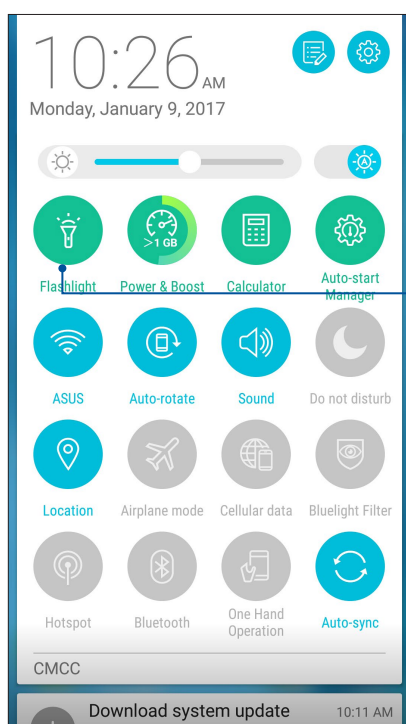 10:26 AM
Monday, January 9, 2017
A
>1 GB
Flashlight
Power & Boost
Calculator
Auto-start
Manager
ASUS
Auto-rotate
Sound
Do not disturb
Location
Airplane mode
Cellular data
Bluelight Filter
Hotspot
Bluetooth
One Hand
Operation
Auto-sync
CMCC
Download system update
10:11 AM